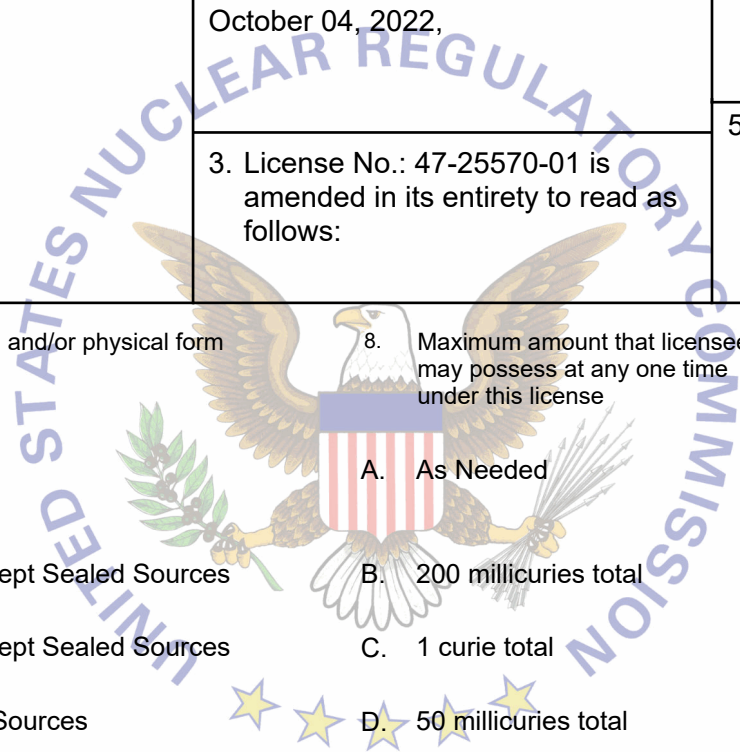 October 04, 2022,
5
3. License No.: 47-25570-01 is
amended in its entirety to read as
follows:
and/or physical form
8. Maximum amount that license
may possess at any one time
under this license
A. As Needed
ept Sealed Sources B. 200 millicuries total
ept Sealed Sources C. 1 curie total
Sources D. 50 millicuries total
UNITED STATES NUCLEAR REGULATORY COMMISSION